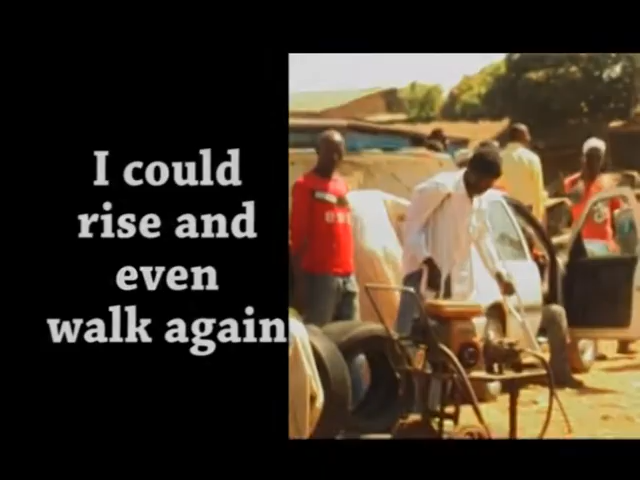 I could
rise and
even
walk again